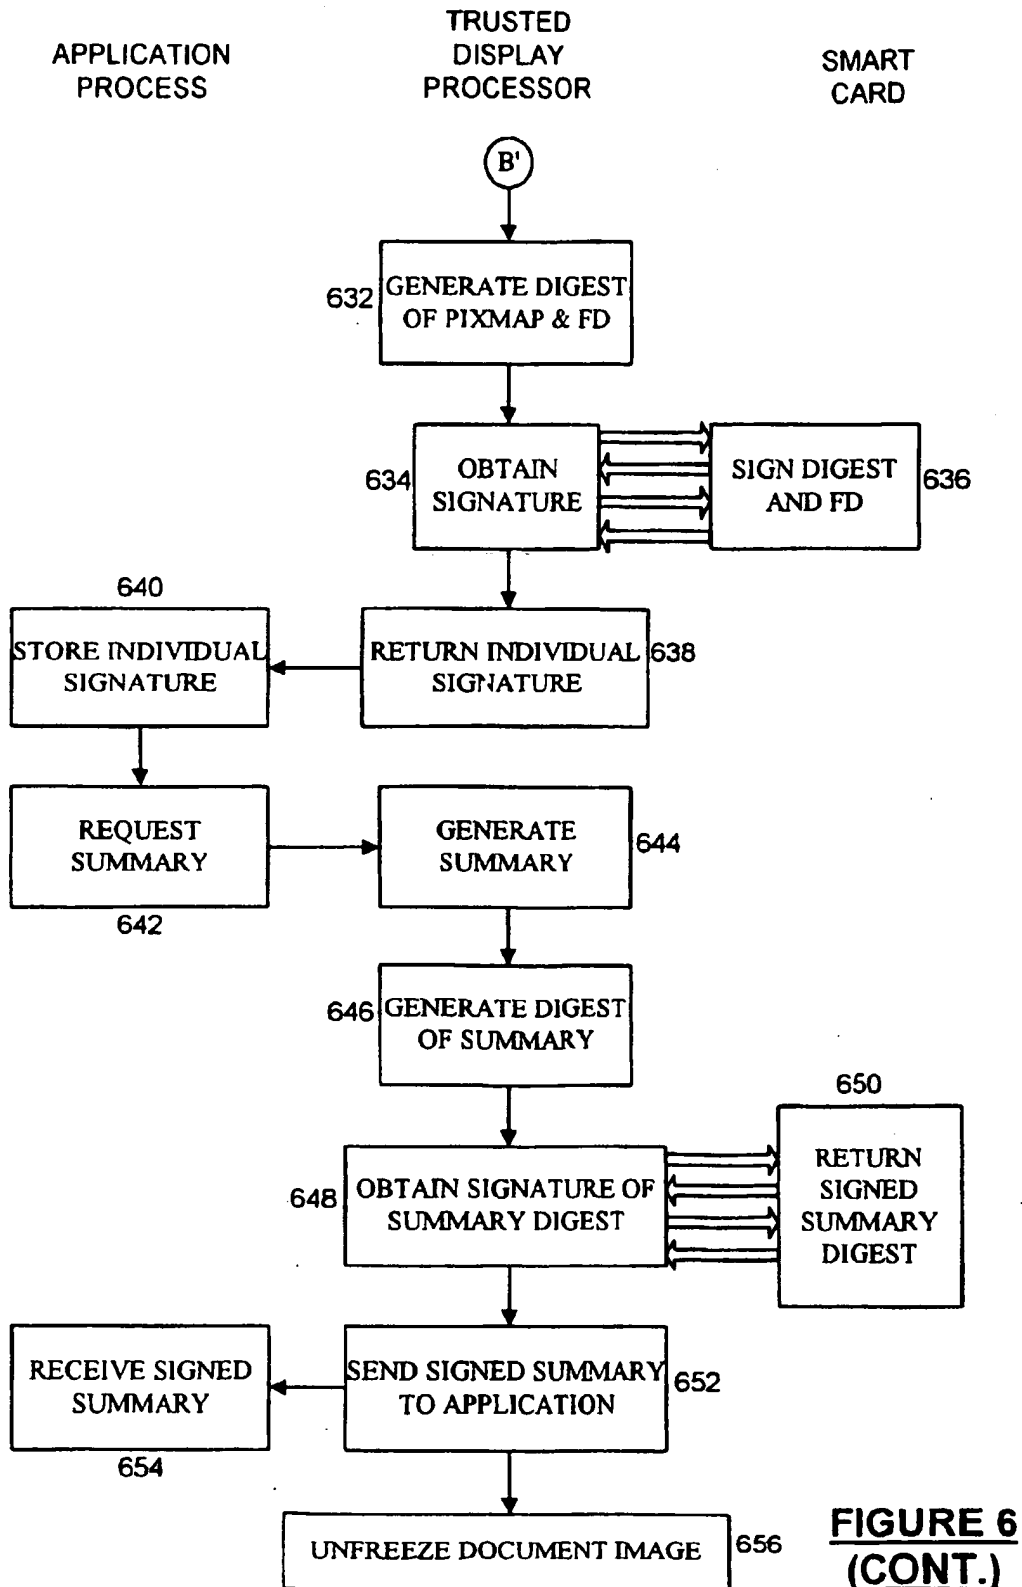 APPLICATION
PROCESS
TRUSTED
DISPLAY
PROCESSOR
SMART
CARD
B'
632
GENERATE DIGEST
OF PIXMAP & FD
634
OBTAIN
SIGNATURE
SIGN DIGEST
AND FD
636
640
STORE INDIVIDUAL
SIGNATURE
RETURN INDIVIDUAL
SIGNATURE
638
REQUEST
SUMMARY
642
GENERATE
SUMMARY
644
646
GENERATE DIGEST
OF SUMMARY
648
OBTAIN SIGNATURE OF
SUMMARY DIGEST
650
RETURN
SIGNED
SUMMARY
DIGEST
RECEIVE SIGNED
SUMMARY
654
SEND SIGNED SUMMARY
TO APPLICATION
652
UNFREEZE DOCUMENT IMAGE
656
FIGURE 6
(CONT.)